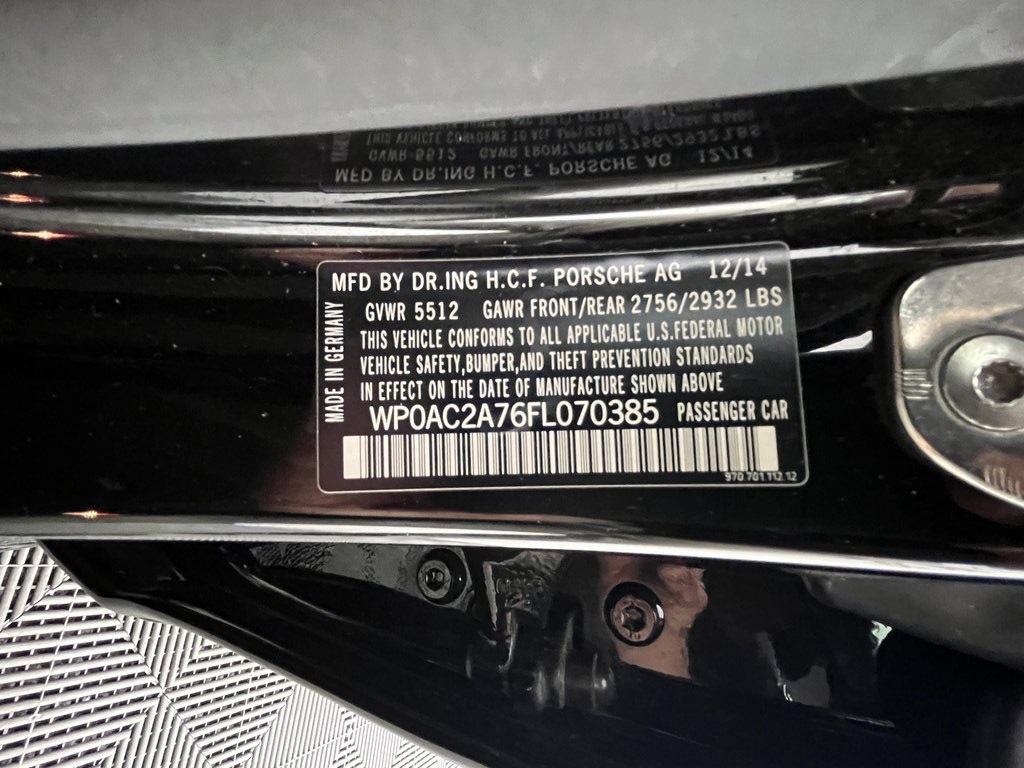 MFD BY DR.ING H.C.F. PORSCHE AG 12/14
GVWR 5512 GAWR FRONT/REAR 2756/2932 LBS
THIS VEHICLE CONFORMS TO ALL APPLICABLE U.S.FEDERAL MOTOR
VEHICLE SAFETY,BUMPER,AND THEFT PREVENTION STANDARDS
IN EFFECT ON THE DATE OF MANUFACTURE SHOWN ABOVE
WP0AC2A76FL070385 PASSENGER CAR
970.701.112.12
MADE IN GERMANY